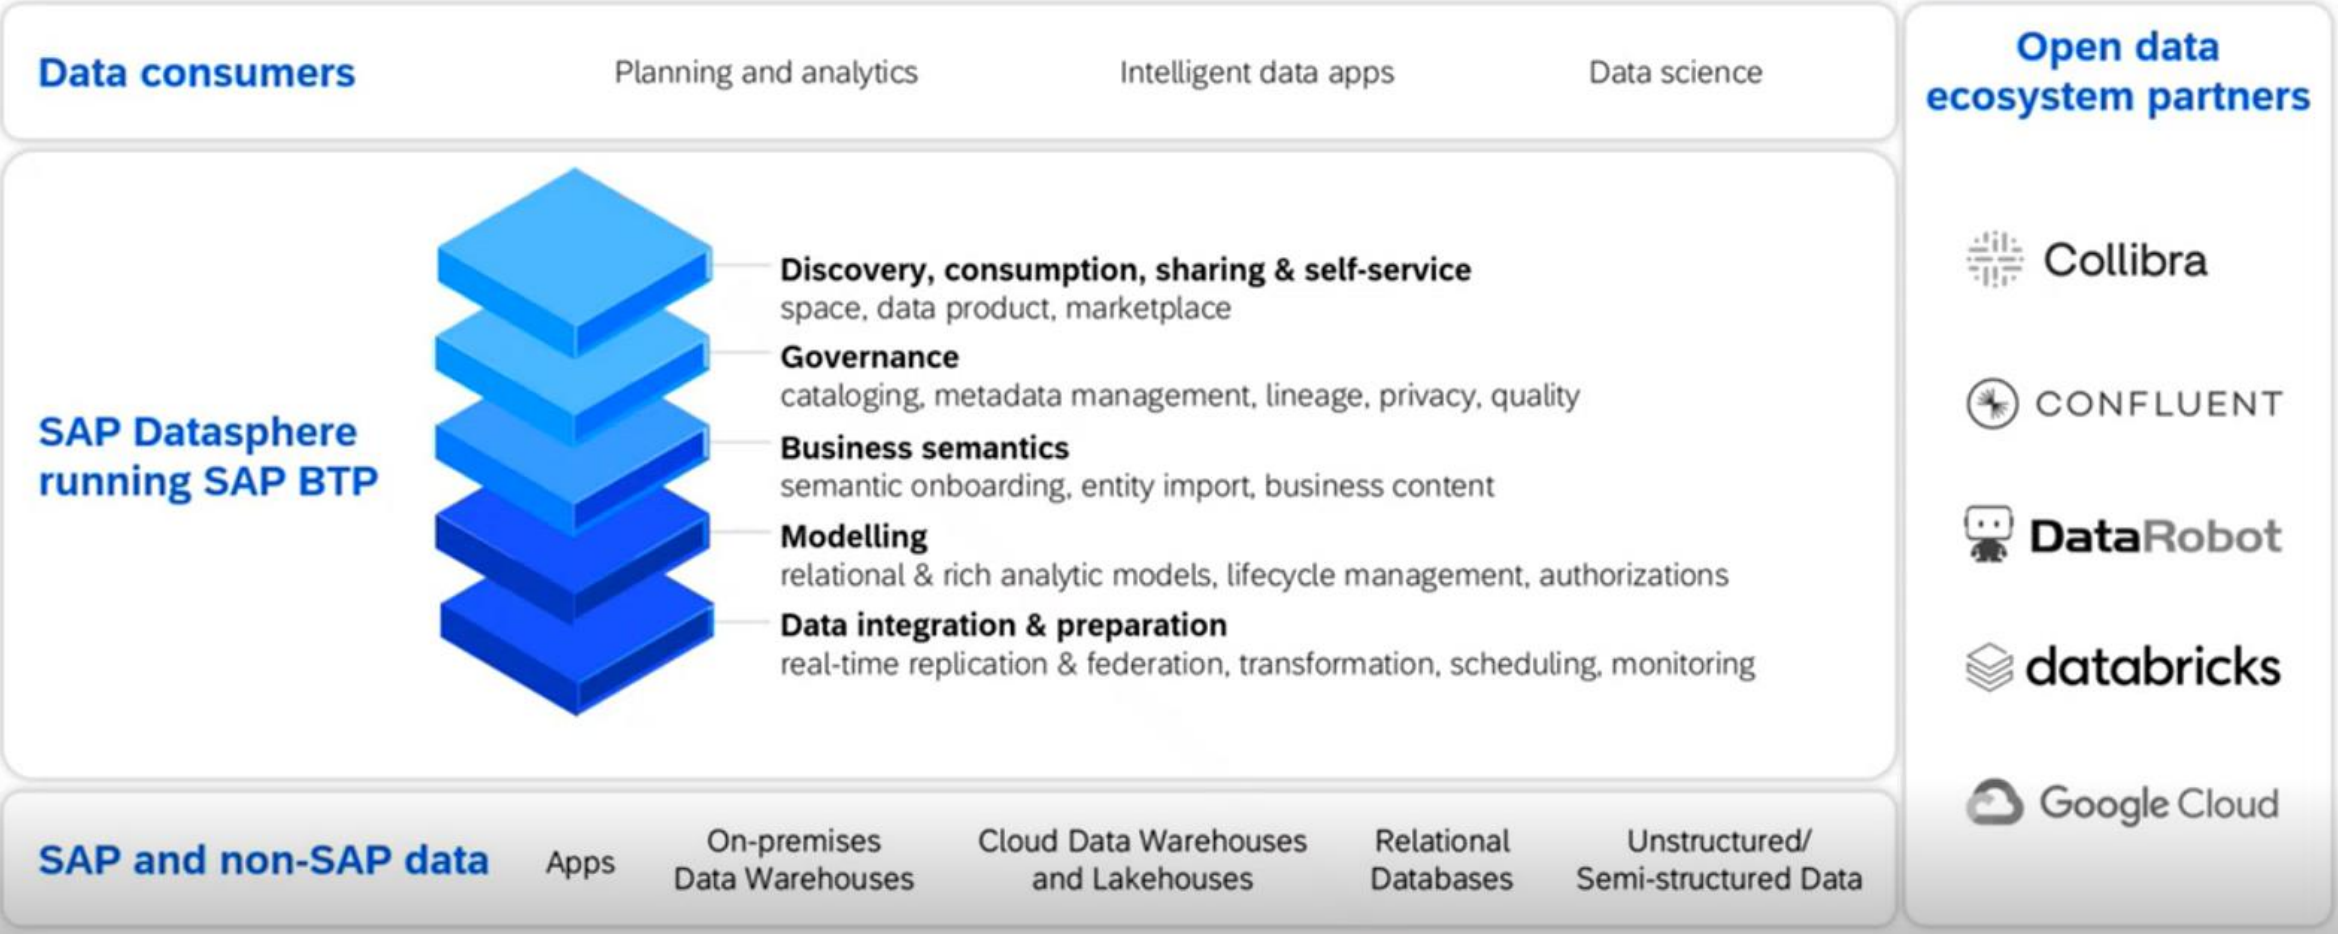 Data consumers
Planning and analytics
Intelligent data apps
Data science
Open data
ecosystem partners
SAP Datasphere
running SAP BTP
Discovery, consumption, sharing & self-service
space, data product, marketplace
Governance
cataloging, metadata management, lineage, privacy, quality
Business semantics
semantic onboarding, entity import, business content
Modelling
relational & rich analytic models, lifecycle management, authorizations
Data integration & preparation
real-time replication & federation, transformation, scheduling, monitoring
Collibra
CONFLUENT
DataRobot
databricks
Google Cloud
SAP and non-SAP data
Apps
On-premises
Data Warehouses
Cloud Data Warehouses
and Lakehouses
Relational
Databases
Unstructured/
Semi-structured Data